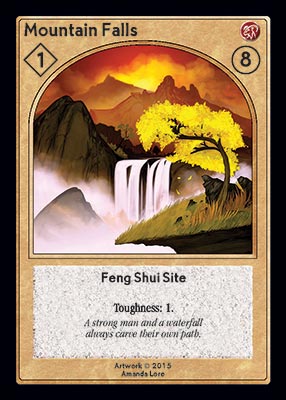 Mountain Falls
1
8
Feng Shui Site
Toughness: 1.
A strong man and a waterfall
always carve their own path.
Artwork © 2015
Amanda Lore